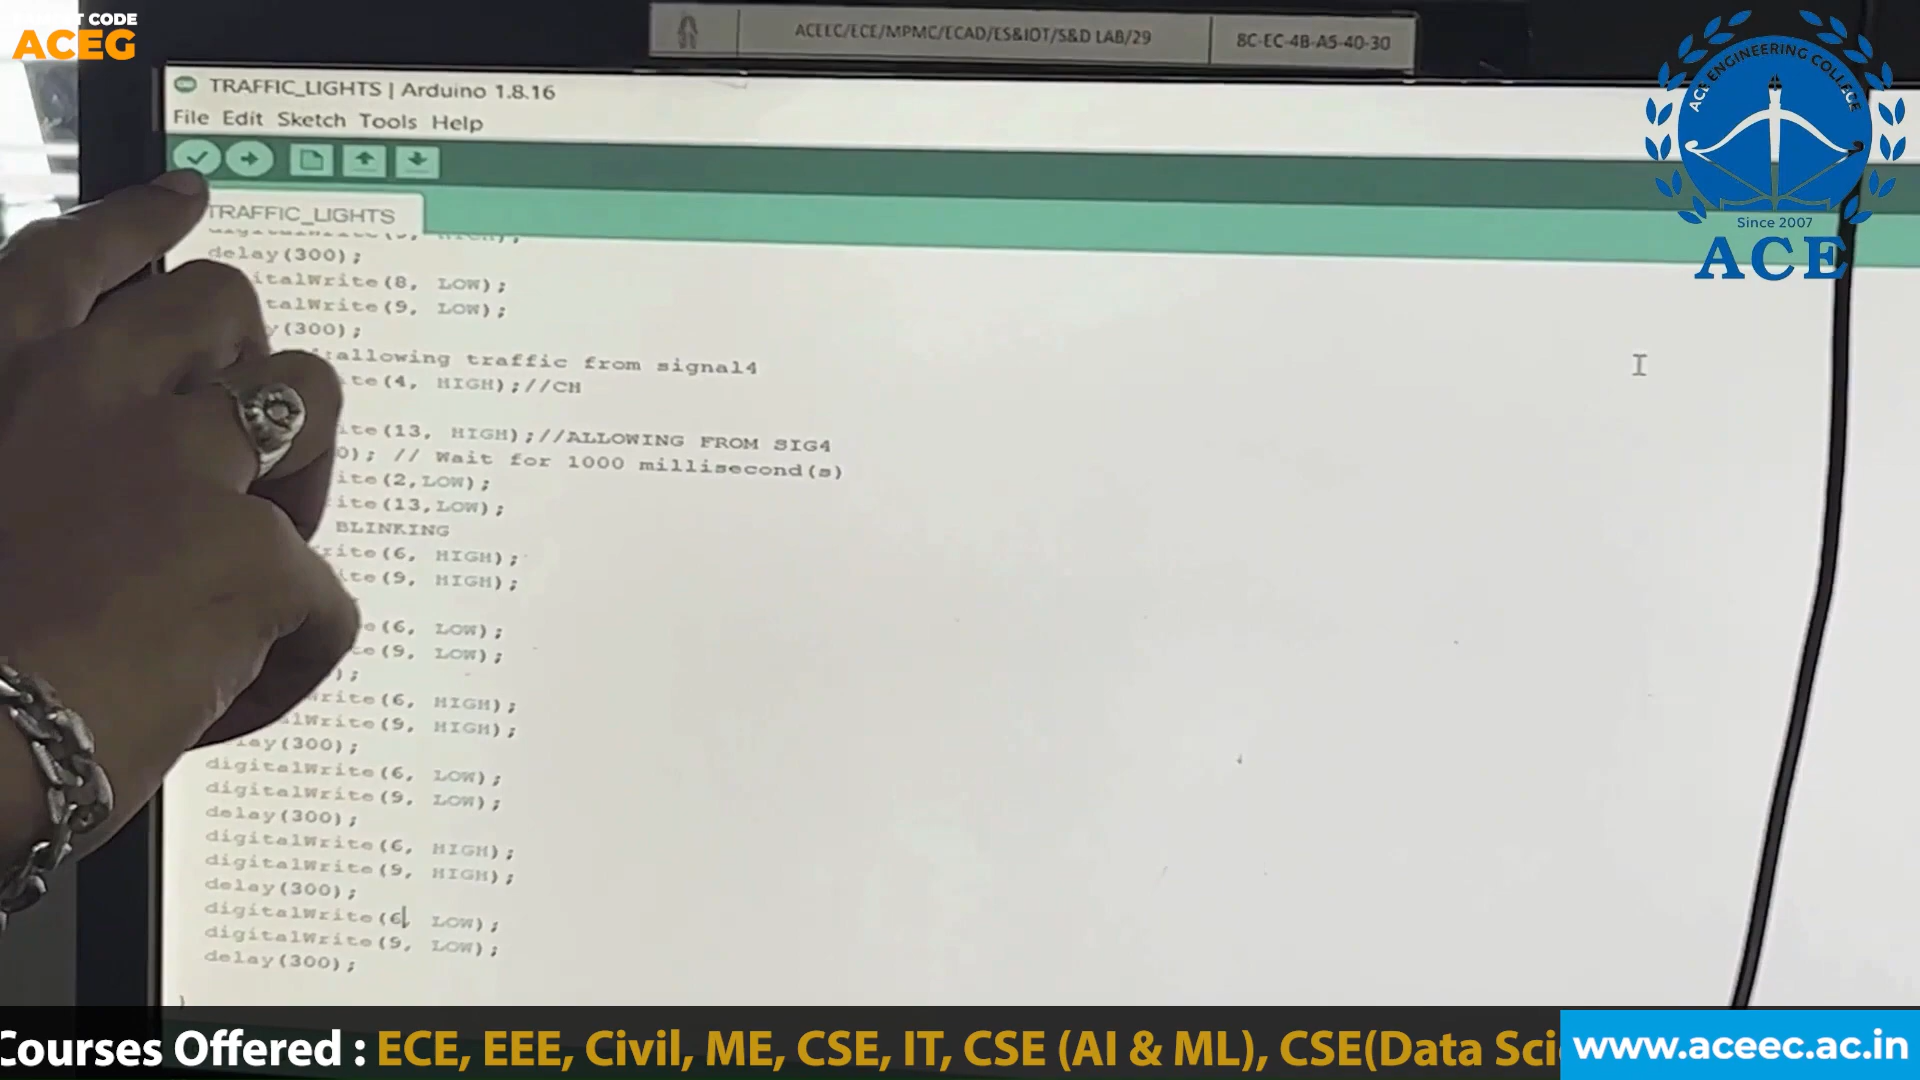 T CODE
ACEG
ACEEC/ECE/MPMC/ECAD/ES&IOT/S&D LAB/29
8C-EC-4B-A5-40-30
ACE ENGINEERING COLLEGE
Since 2007
ACE
TRAFFIC_LIGHTS | Arduino 1.8.16
File Edit Sketch Tools Help
TRAFFIC_LIGHTS
delay(300);
italWrite(8, LOW);
talWrite(9, LOW);
y(300);
:allowing traffic from signal4
te(4, HIGH);//CH
ite(13, HIGH);//ALLOWING FROM SIG4
0); // Wait for 1000 millisecond(s)
ite(2,LOW);
ite(13,LOW);
BLINKING
rite(6, HIGH);
ite(9, HIGH);
e(6, LOW);
te(9, LOW);
);
Write(6, HIGH);
alWrite(9, HIGH);
elay(300);
digitalWrite(6, LOW);
digitalWrite(9, LOW);
delay(300);
digitalWrite(6, HIGH);
digitalWrite(9, HIGH);
delay(300);
digitalWrite(6, LOW);
digitalWrite(9, LOW);
delay(300);
}
Courses Offered : ECE, EEE, Civil, ME, CSE, IT, CSE (AI & ML), CSE(Data Sci
www.aceec.ac.in